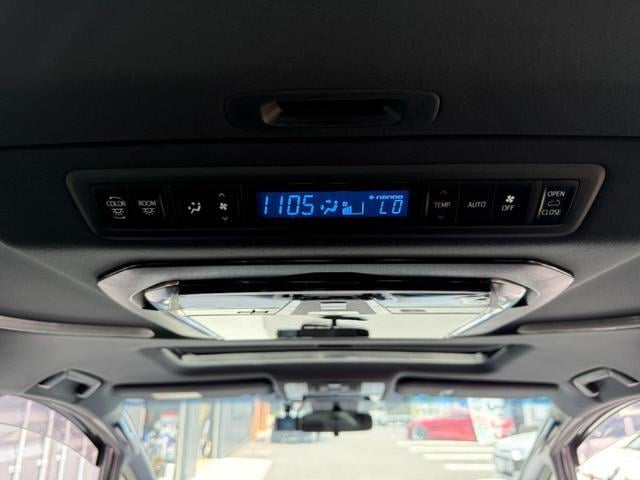 COLOR ROOM 1105 e-nanoe LO TEMP AUTO OFF OPEN
CLOSE